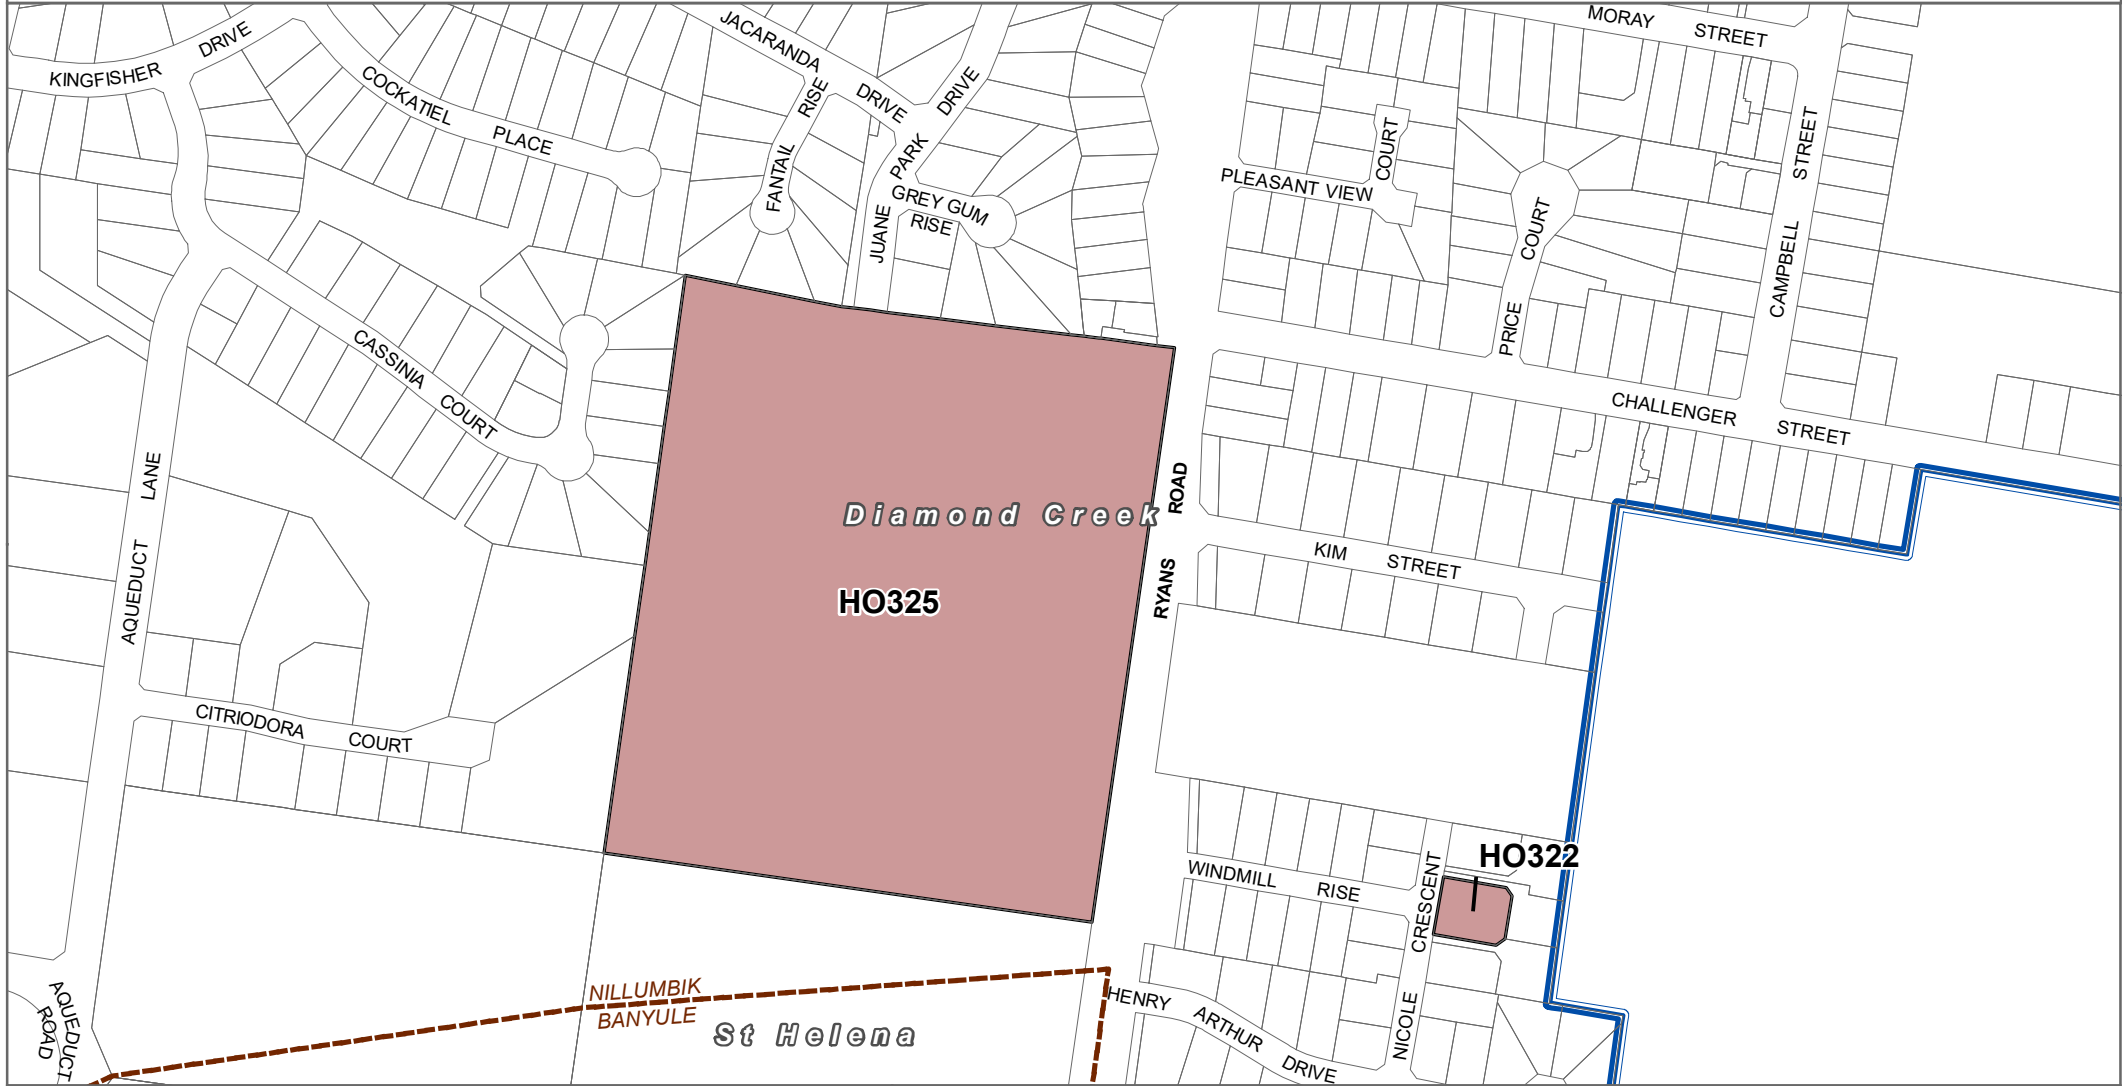 MORAY STREET
JACARANDA DRIVE
KINGFISHER DRIVE
COCKATIEL PLACE
FANTAIL RISE
JUANE PARK DRIVE
GREY GUM
RISE
PLEASANT VIEW COURT
PRICE COURT
CAMPBELL STREET
CASSINIA COURT
CHALLENGER STREET
AQUEDUCT LANE
RYANS ROAD
Diamond Creek
KIM STREET
HO325
CITRIODORA COURT
HO322
WINDMILL RISE
NICOLE CRESCENT
NILLUMBIK
BANYULE
St Helena
HENRY ARTHUR DRIVE
AQUEDUCT
ROAD